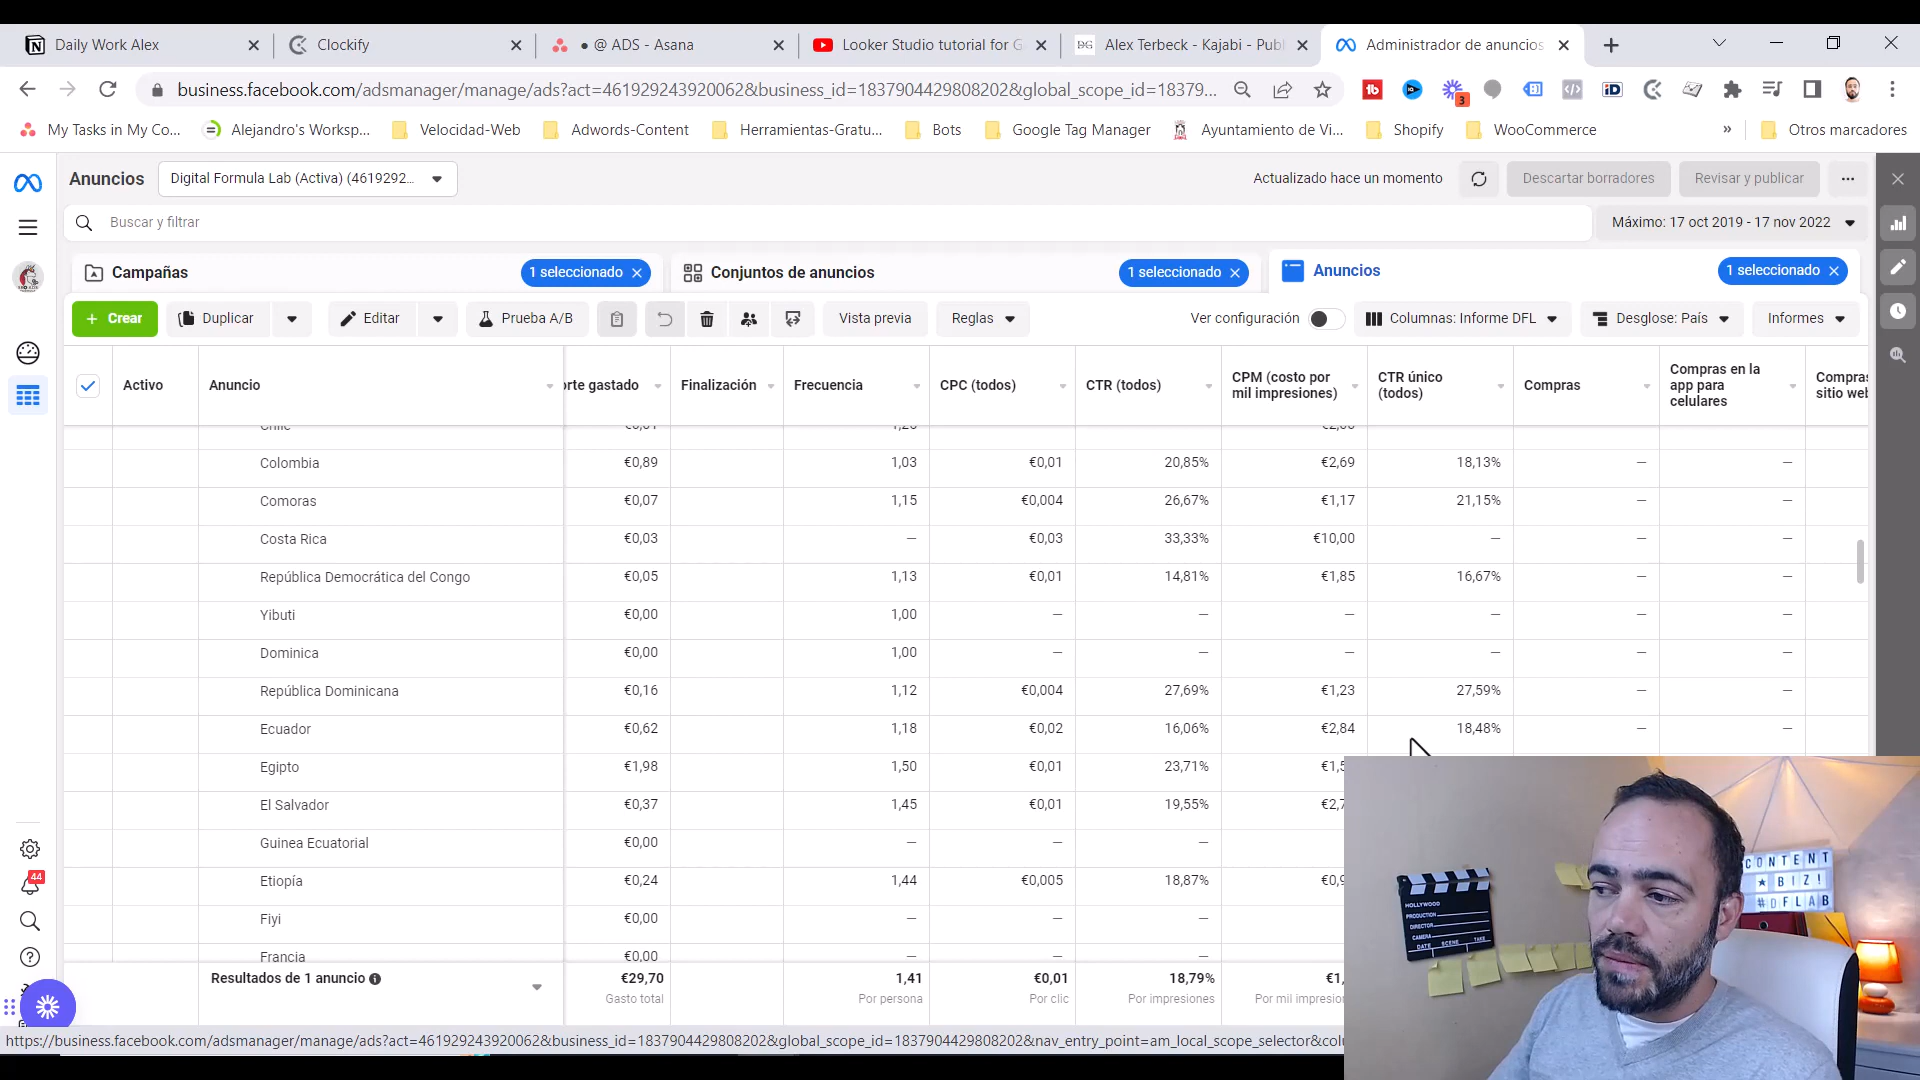 Daily Work Alex
Clockify
● @ ADS - Asana
Looker Studio tutorial for G
Alex Terbeck - Kajabi - Publ
Administrador de anuncios
business.facebook.com/adsmanager/manage/ads?act=461929243920062&business_id=1837904429808202&global_scope_id=18379...
3
My Tasks in My Co...
Alejandro's Worksp...
Velocidad-Web
Adwords-Content
Herramientas-Gratu...
Bots
Google Tag Manager
Ayuntamiento de Vi...
Shopify
WooCommerce
»
Otros marcadores
Anuncios
Digital Formula Lab (Activa) (4619292...
Actualizado hace un momento
Descartar borradores
Revisar y publicar
Buscar y filtrar
Máximo: 17 oct 2019 - 17 nov 2022
Campañas
1 seleccionado
Conjuntos de anuncios
1 seleccionado
Anuncios
1 seleccionado
+ Crear
Duplicar
Editar
Prueba A/B
Vista previa
Reglas
Ver configuración
Columnas: Informe DFL
Desglose: País
Informes
Activo
Anuncio
orte gastado
Finalización
Frecuencia
CPC (todos)
CTR (todos)
CPM (costo por
mil impresiones)
CTR único
(todos)
Compras
Compras en la
app para
celulares
Compras
sitio web
Colombia €0,89 1,03 €0,01 20,85% €2,69 18,13% — —
Comoras €0,07 1,15 €0,004 26,67% €1,17 21,15% — —
Costa Rica €0,03 — €0,03 33,33% €10,00 — — —
República Democrática del Congo €0,05 1,13 €0,01 14,81% €1,85 16,67% — —
Yibuti €0,00 1,00 — — — — — —
Dominica €0,00 1,00 — — — — — —
República Dominicana €0,16 1,12 €0,004 27,69% €1,23 27,59% — —
Ecuador €0,62 1,18 €0,02 16,06% €2,84 18,48% — —
Egipto €1,98 1,50 €0,01 23,71%
El Salvador €0,37 1,45 €0,01 19,55%
Guinea Ecuatorial €0,00 — — —
Etiopía €0,24 1,44 €0,005 18,87%
Fiyi €0,00 — — —
Francia €0,00 — — —
Resultados de 1 anuncio
€29,70 1,41 €0,01 18,79%
Gasto total Por persona Por clic Por impresiones Por mil impresion
44
https://business.facebook.com/adsmanager/manage/ads?act=461929243920062&business_id=1837904429808202&global_scope_id=1837904429808202&nav_entry_point=am_local_scope_selector&colu
HOLLYWOOD
PRODUCTION
DIRECTOR
CAMERA
DATE SCENE TAKE
CONTENT
★ BIZ!
#DFLAB